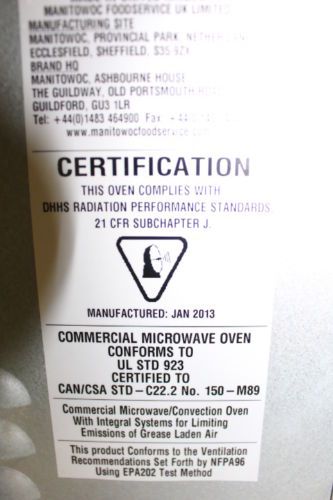 MANITOWOC FOODSERVICE UK LIMITED
MANUFACTURING SITE
MANITOWOC, PROVINCIAL PARK,
ECCLESFIELD, SHEFFIELD, S35
BRAND HQ
MANITOWOC, ASHBOURNE HOUSE,
THE GUILDWAY, OLD PORTSMOUTH ROAD
GUILDFORD, GU3 1LR
Tel: +44(0)1483 464900 Fax
www.manitowocfoodservice
CERTIFICATION
THIS OVEN COMPLIES WITH
DHHS RADIATION PERFORMANCE STANDARDS,
21 CFR SUBCHAPTER J.
MANUFACTURED: JAN 2013
COMMERCIAL MICROWAVE OVEN
CONFORMS TO
UL STD 923
CERTIFIED TO
CAN/CSA STD-C22.2 No. 150-M89
Commercial Microwave/Convection Oven
With Integral Systems for Limiting
Emissions of Grease Laden Air
This product Conforms to the Ventilation
Recommendations Set Forth by NFPA96
Using EPA202 Test Method